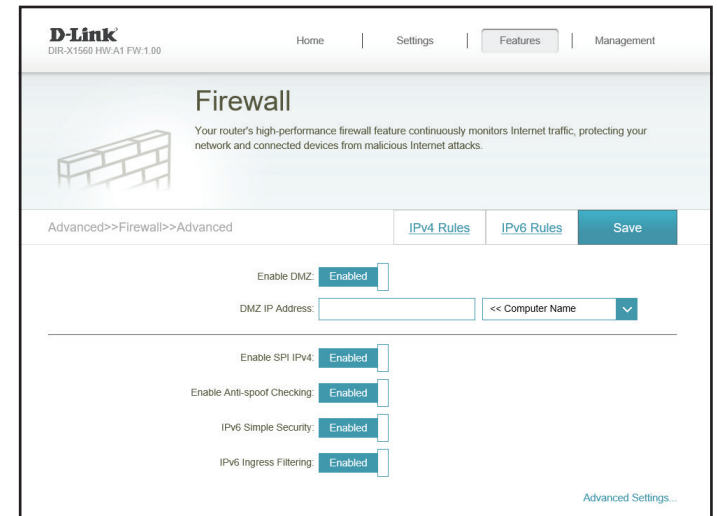 D-Link
DIR-X1560 HW:A1 FW:1.00
Home | Settings | Features | Management
Firewall
Your router's high-performance firewall feature continuously monitors Internet traffic, protecting your
network and connected devices from malicious Internet attacks.
Advanced>>Firewall>>Advanced IPv4 Rules IPv6 Rules Save
Enable DMZ: Enabled
DMZ IP Address: << Computer Name
Enable SPI IPv4: Enabled
Enable Anti-spoof Checking: Enabled
IPv6 Simple Security: Enabled
IPv6 Ingress Filtering: Enabled
Advanced Settings...